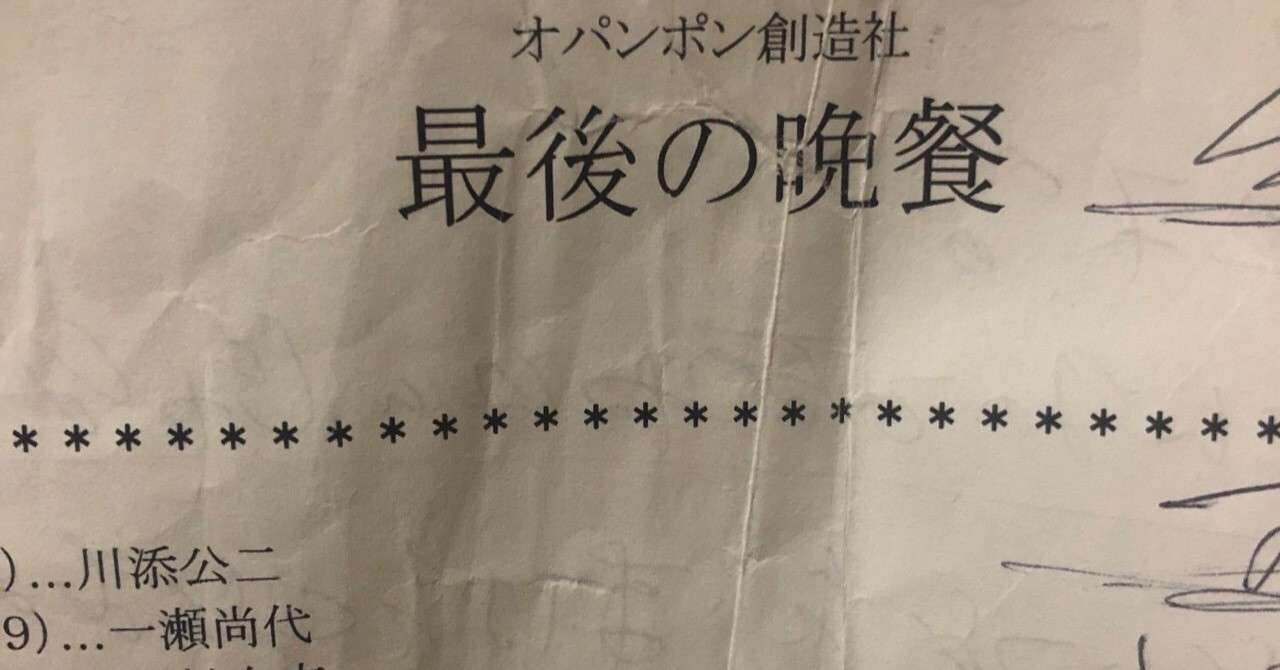 オパンポン創造社
最後の晩餐
* * * * * * * * * * * * * * * * * * * * * * * * *
)…川添公二
9)…一瀬尚代